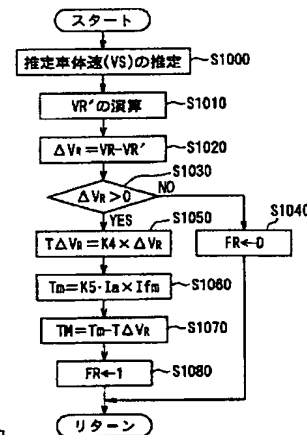 スタート
推定車体速(VS)の推定
S1000
VR'の演算
S1010
ΔVR=VR-VR'
S1020
S1030
ΔVR>0
NO
YES
S1050
S1040
TΔVR=K4×ΔVR
FR←0
Tm=K5·Ia×Ifm
S1060
TM=Tm-TΔVR
S1070
FR←1
S1080
リターン